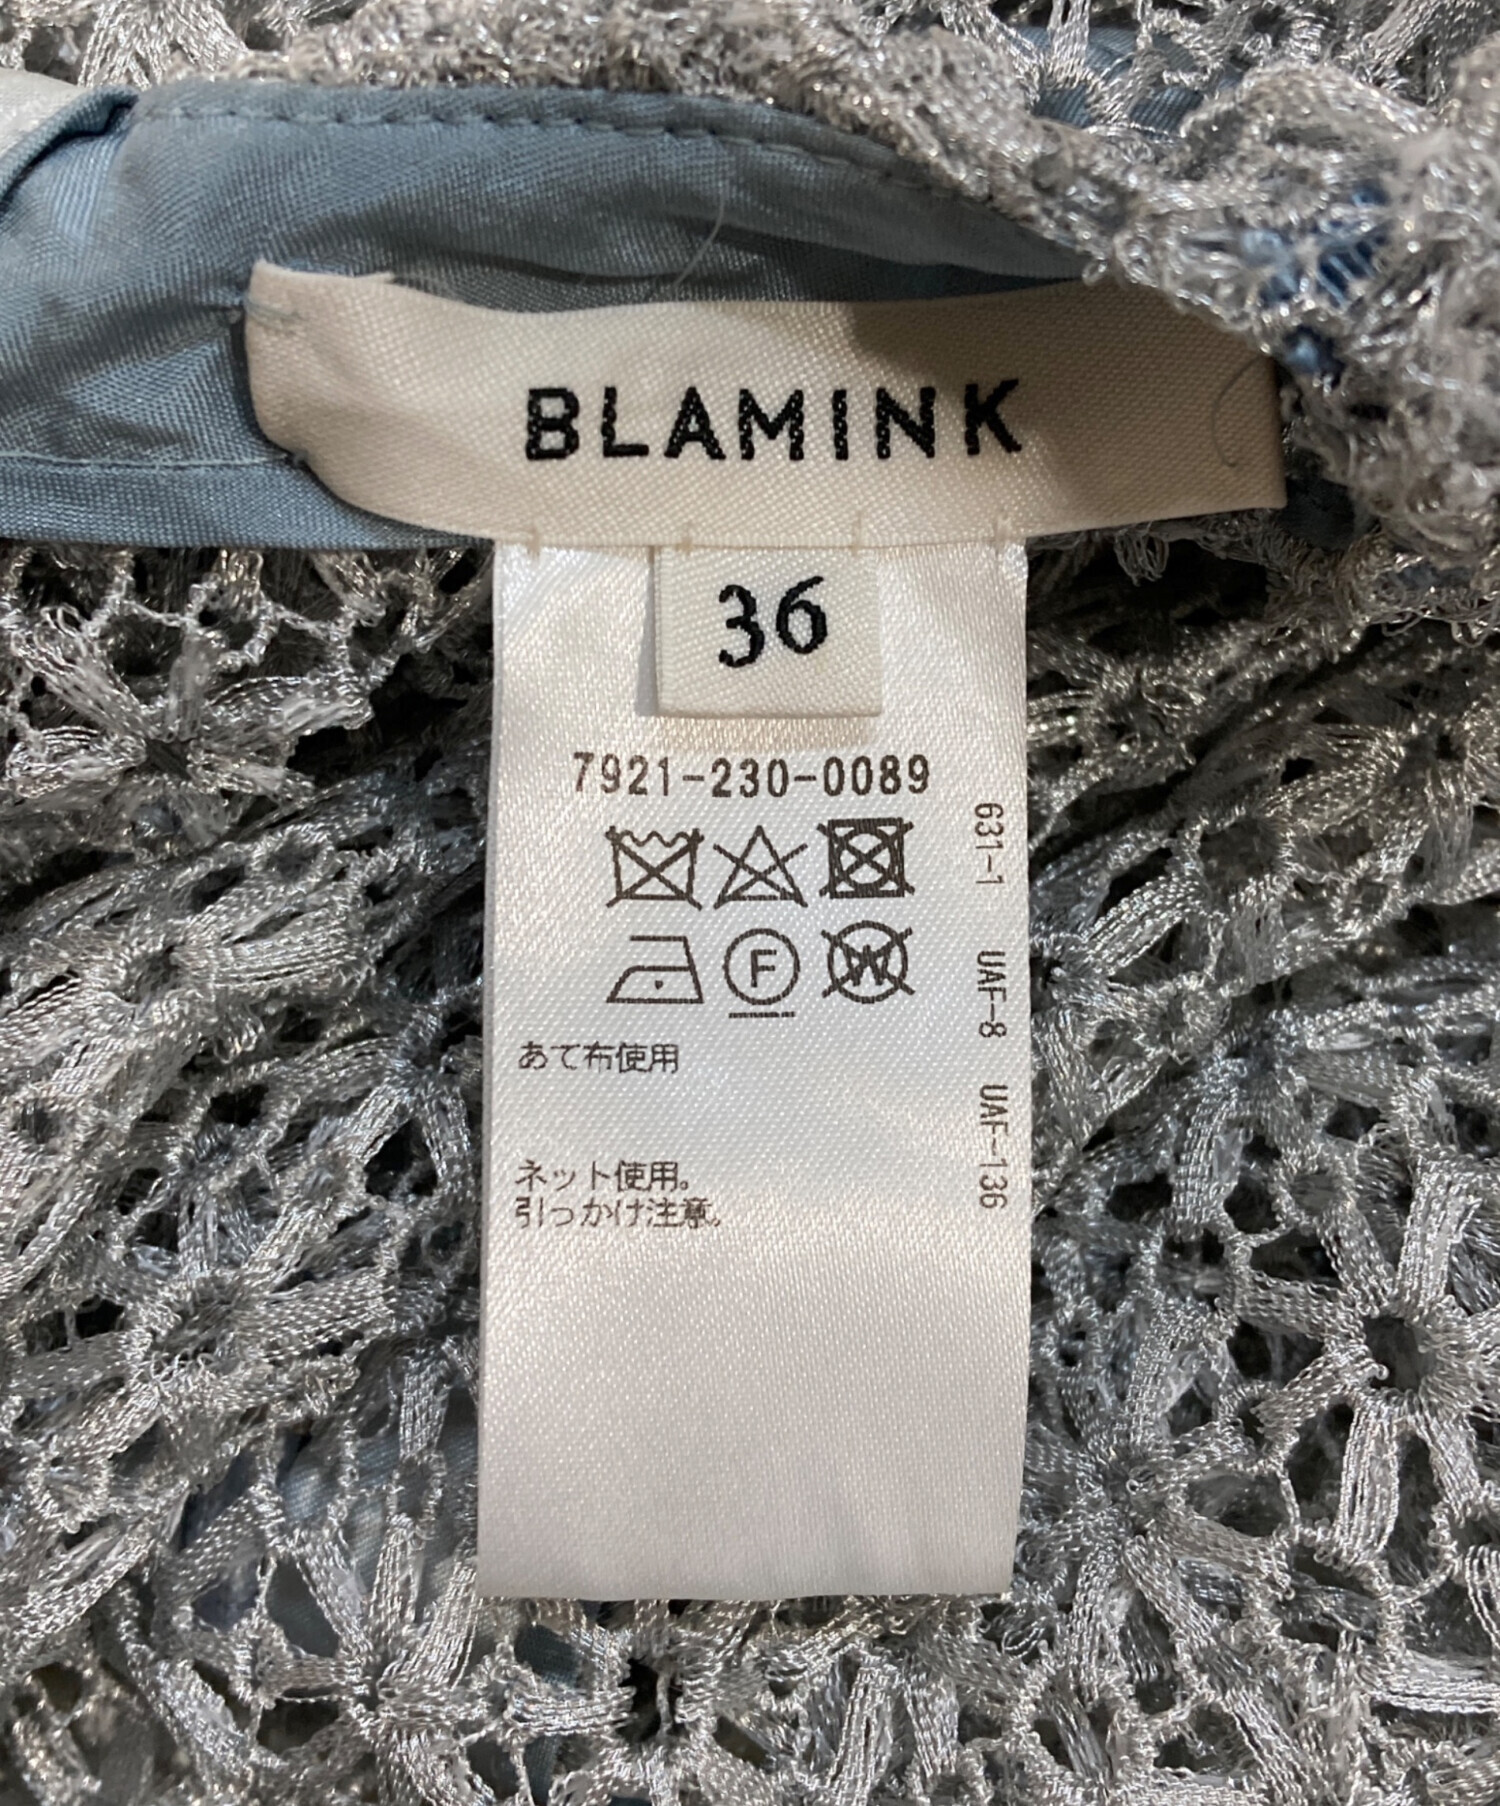 BLAMINK
36
7921-230-0089
F
W
あて布使用
ネット使用。
引っかけ注意。
631-1 UAF-8 UAF-136